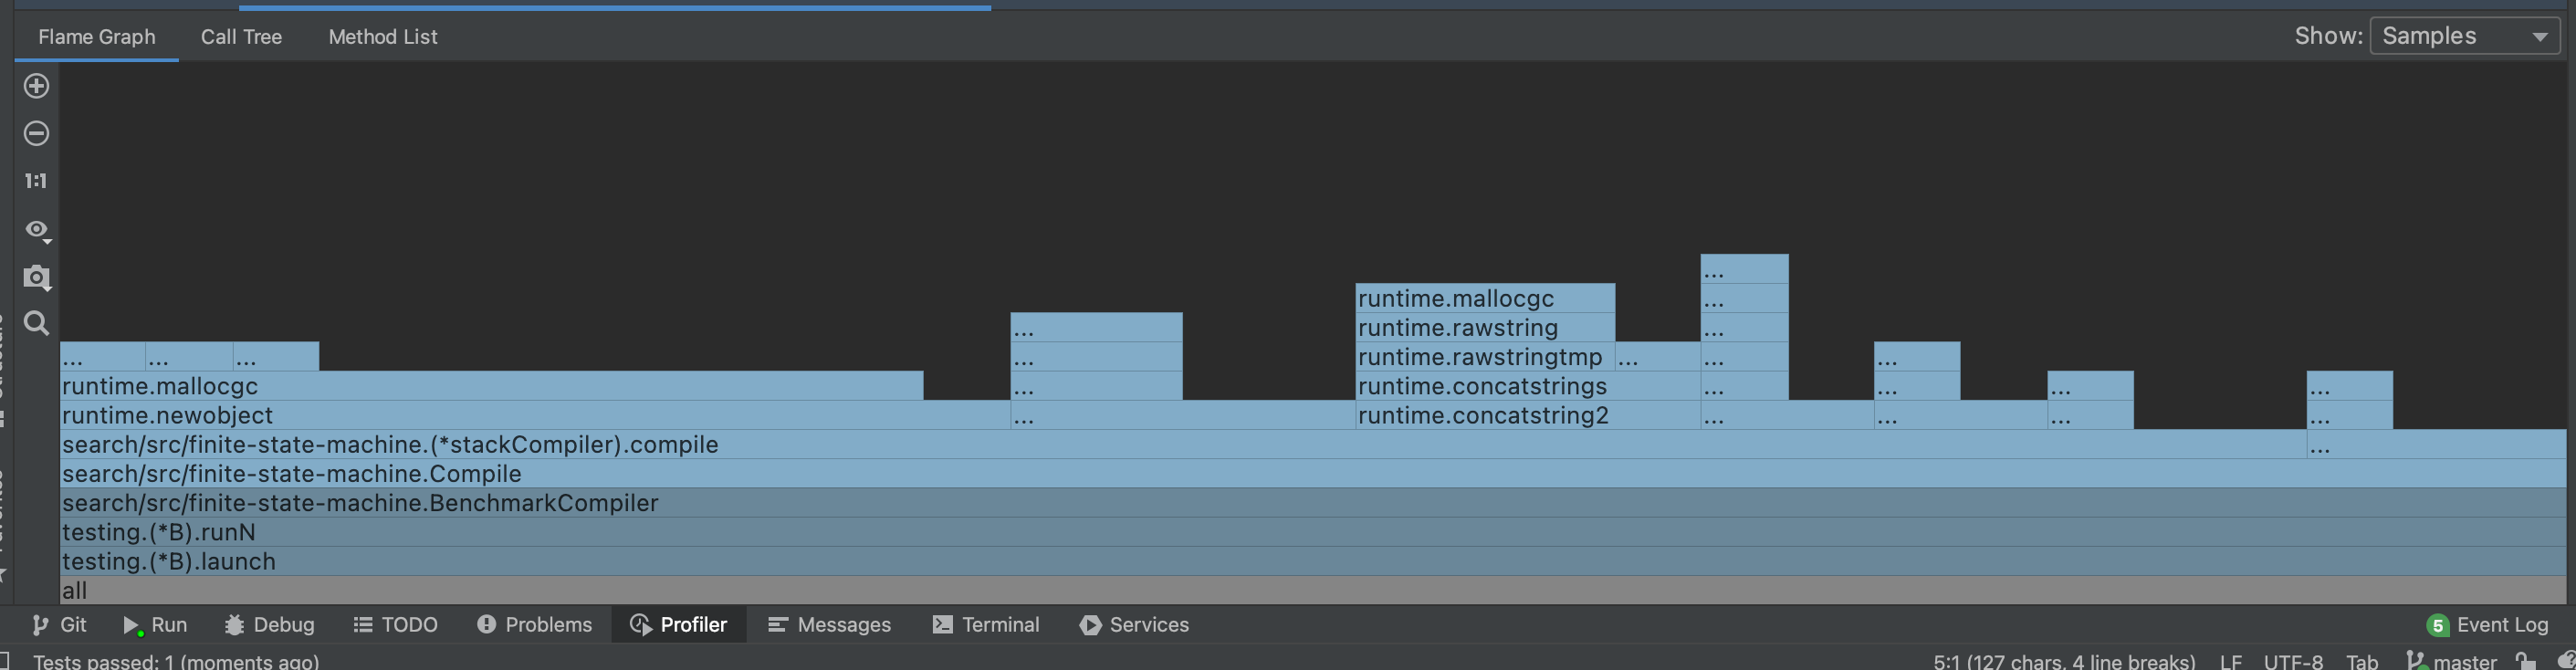 Flame Graph Call Tree Method List Show: Samples
1:1
...
runtime.mallocgc ...
... runtime.rawstring ...
... ... ... ... runtime.rawstringtmp ... ... ...
runtime.mallocgc ... runtime.concatstrings ... ... ... ...
runtime.newobject ... runtime.concatstring2 ... ... ... ...
search/src/finite-state-machine.(*stackCompiler).compile ...
search/src/finite-state-machine.Compile
search/src/finite-state-machine.BenchmarkCompiler
testing.(*B).runN
testing.(*B).launch
all
Git Run Debug TODO Problems Profiler Messages Terminal Services 5 Event Log
Tests passed: 1 (moments ago) 5:1 (127 chars, 4 line breaks) LF UTF-8 Tab master